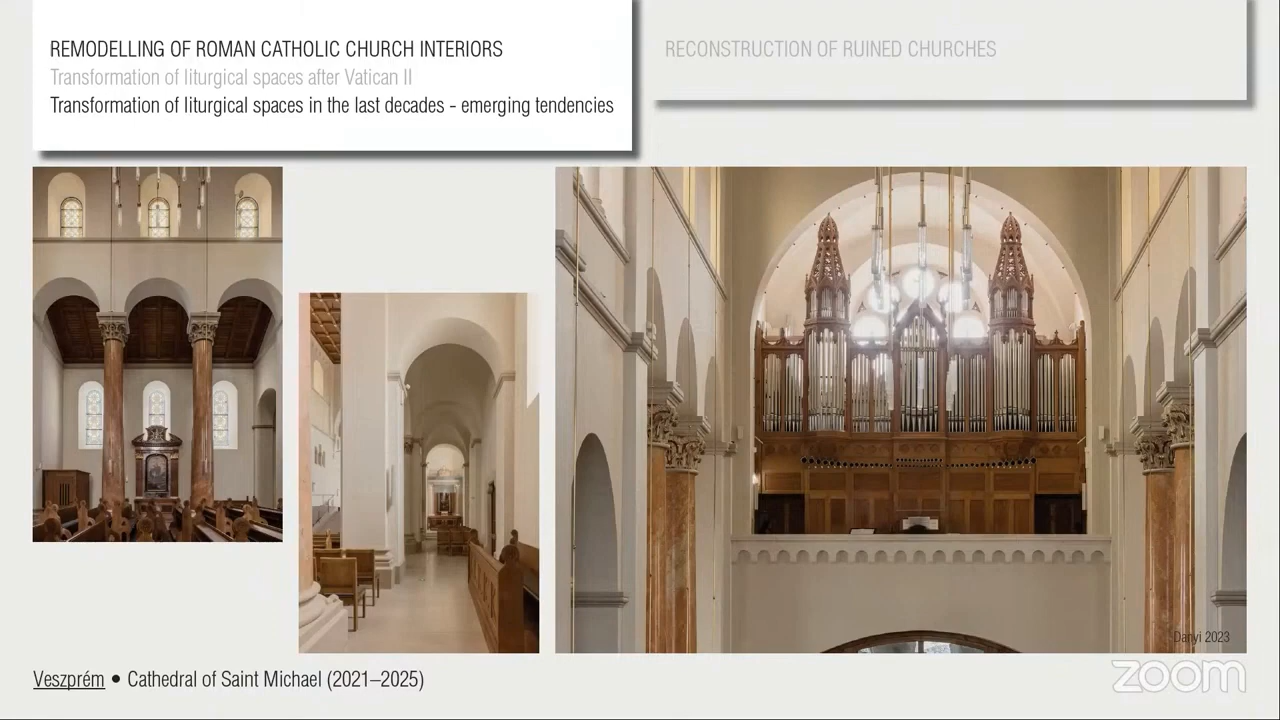 REMODELLING OF ROMAN CATHOLIC CHURCH INTERIORS
Transformation of liturgical spaces after Vatican II
Transformation of liturgical spaces in the last decades - emerging tendencies
RECONSTRUCTION OF RUINED CHURCHES
Danyi 2023
Veszprém • Cathedral of Saint Michael (2021–2025)
zoom